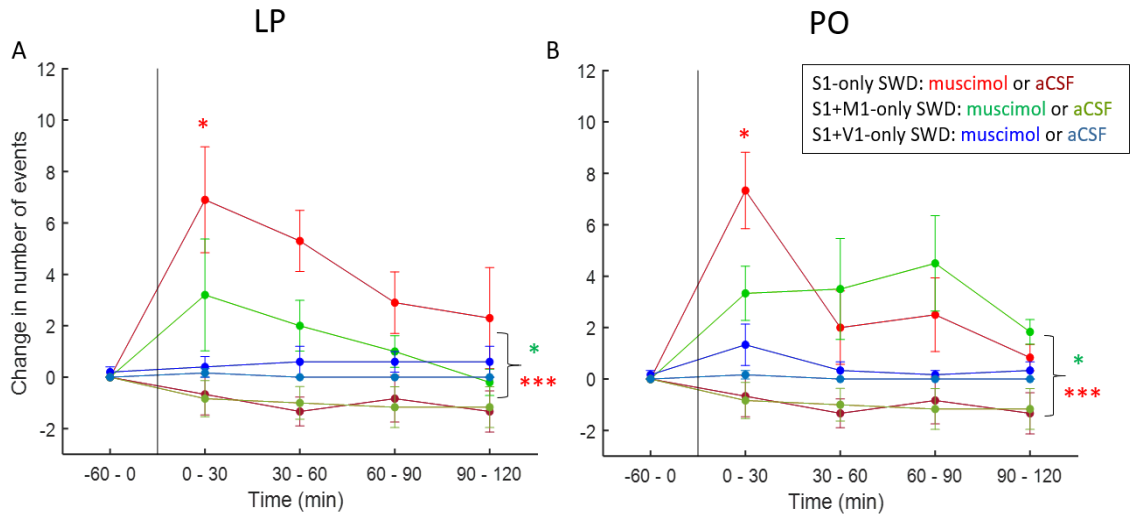 LP
PO
A
B
S1-only SWD: muscimol or aCSF
S1+M1-only SWD: muscimol or aCSF
S1+V1-only SWD: muscimol or aCSF
Change in number of events
12
10
8
6
4
2
0
-2
*
*
***
-60 - 0
0 - 30
30 - 60
60 - 90
90 - 120
Time (min)
12
10
8
6
4
2
0
-2
*
*
***
-60 - 0
0 - 30
30 - 60
60 - 90
90 - 120
Time (min)